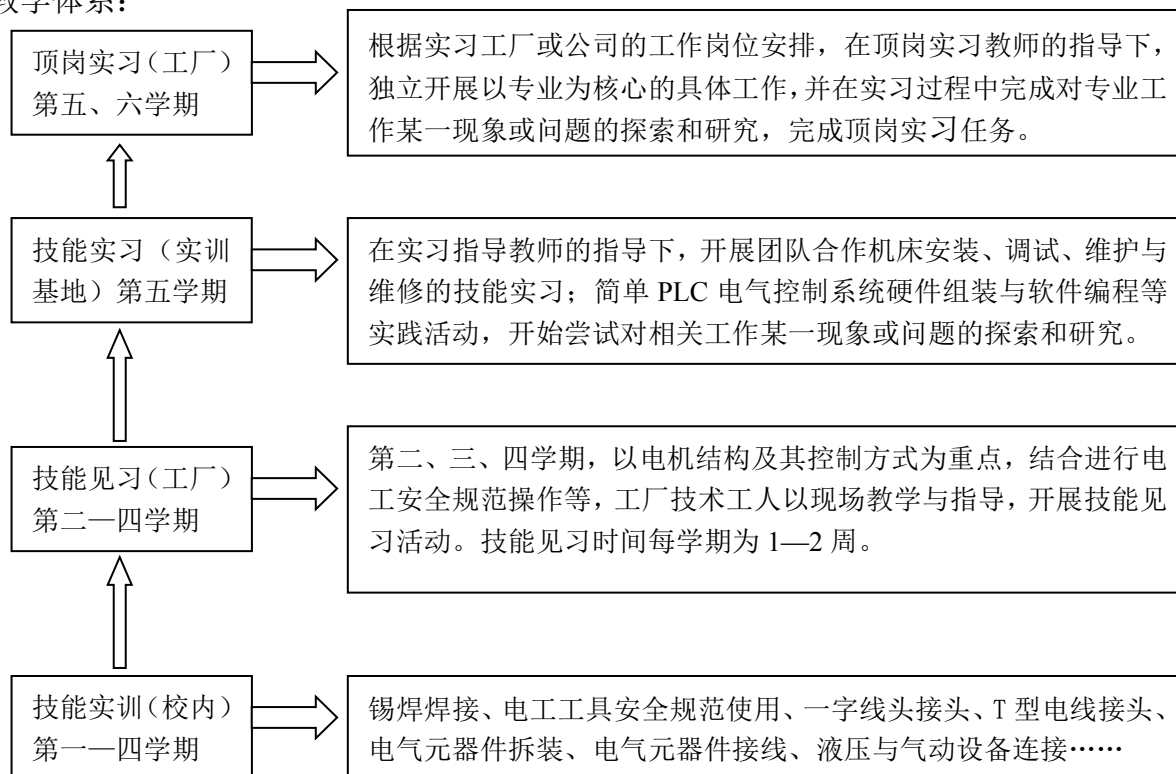 教学体系：
顶岗实习（工厂）
第五、六学期
根据实习工厂或公司的工作岗位安排，在顶岗实习教师的指导下，
独立开展以专业为核心的具体工作，并在实习过程中完成对专业工
作某一现象或问题的探索和研究，完成顶岗实习任务。
技能实习（实训
基地）第五学期
在实习指导教师的指导下，开展团队合作机床安装、调试、维护与
维修的技能实习；简单 PLC 电气控制系统硬件组装与软件编程等
实践活动，开始尝试对相关工作某一现象或问题的探索和研究。
技能见习（工厂）
第二—四学期
第二、三、四学期，以电机结构及其控制方式为重点，结合进行电
工安全规范操作等，工厂技术工人以现场教学与指导，开展技能见
习活动。技能见习时间每学期为 1—2 周。
技能实训（校内）
第一—四学期
锡焊焊接、电工工具安全规范使用、一字线头接头、T 型电线接头、
电气元器件拆装、电气元器件接线、液压与气动设备连接……